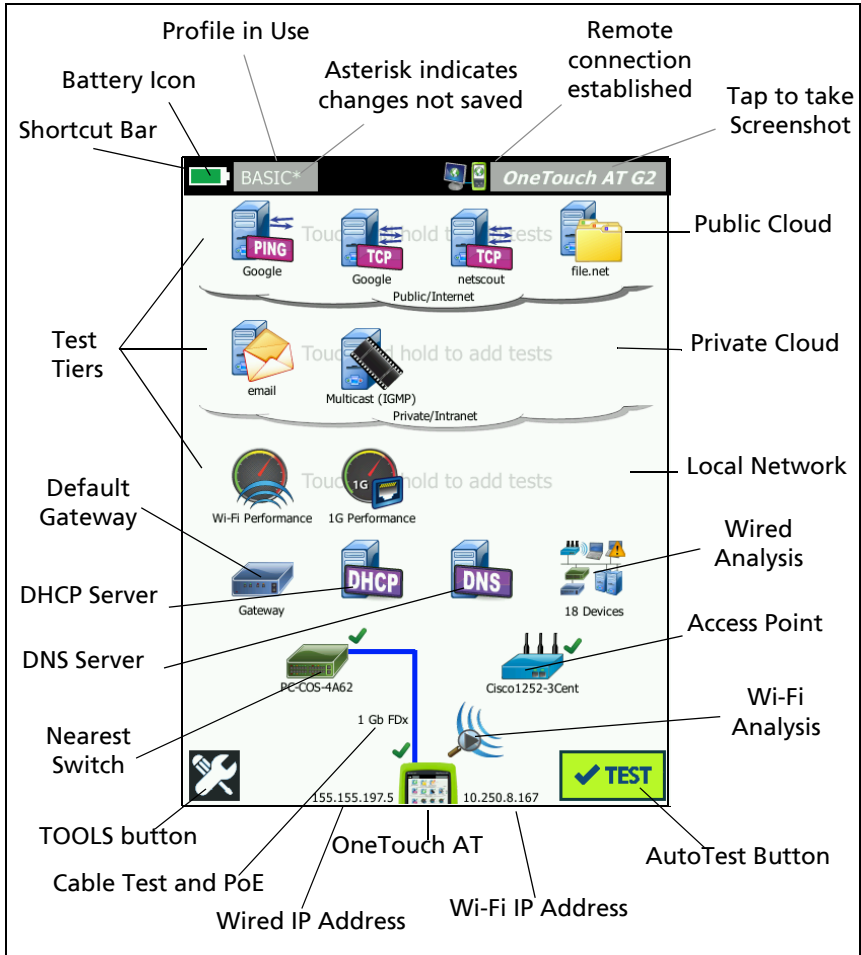 Profile in Use
Remote
connection
established
Battery Icon
Asterisk indicates
changes not saved
Tap to take
Screenshot
Shortcut Bar
BASIC*
OneTouch AT G2
Public Cloud
PING
TCP
TCP
Google
Google
netscout
file.net
Public/Internet
Test
Tiers
Touch and hold to add tests
Private Cloud
email
Multicast (IGMP)
Private/Intranet
Touch and hold to add tests
Local Network
1G
Wi-Fi Performance
1G Performance
Default
Gateway
Wired
Analysis
DHCP
DNS
DHCP Server
Gateway
18 Devices
Access Point
DNS Server
PC-COS-4A62
Cisco1252-3Cent
Wi-Fi
Analysis
1 Gb FDx
Nearest
Switch
TEST
155.155.197.5
10.250.8.167
TOOLS button
OneTouch AT
AutoTest Button
Cable Test and PoE
Wired IP Address
Wi-Fi IP Address